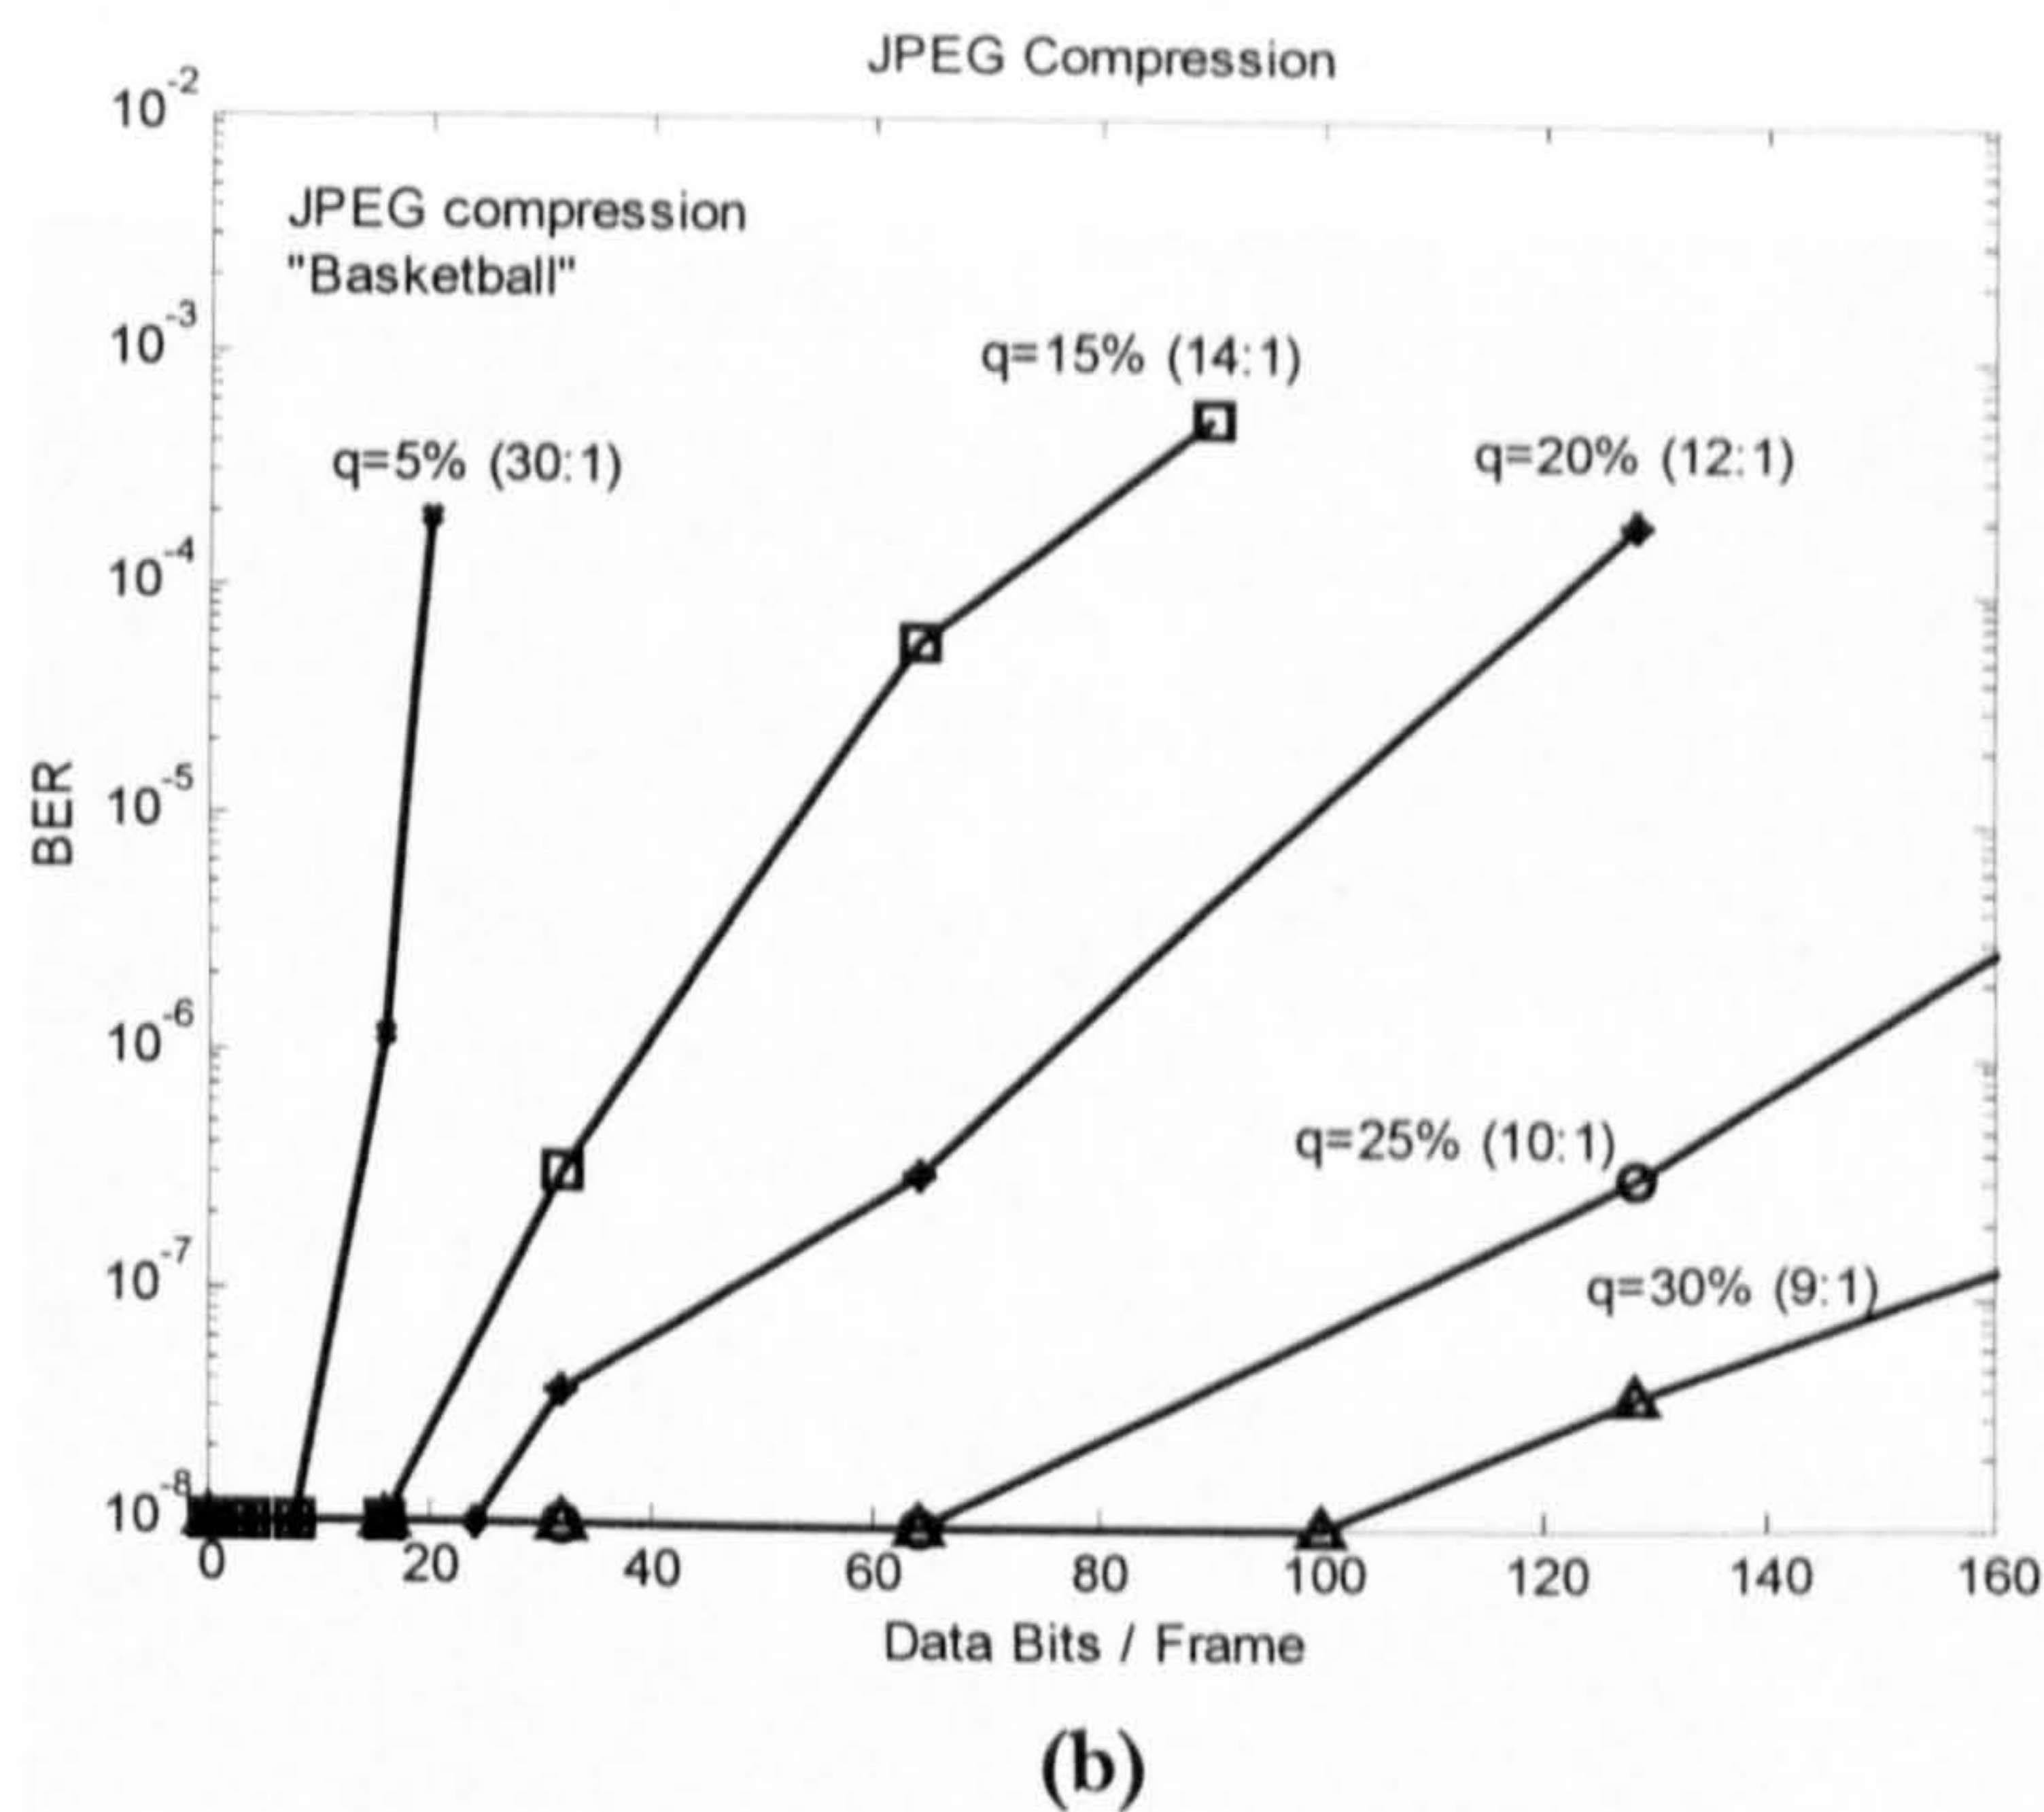 JPEG Compression
10-2
JPEG compression
"Basketball"
10-3
q=15% (14:1)
q=5% (30:1)
q=20% (12:1)
10-4
10-5
BER
10-6
q=25% (10:1)
10-7
q=30% (9:1)
10-8
0 20 40 60 80 100 120 140 160
Data Bits / Frame
(b)